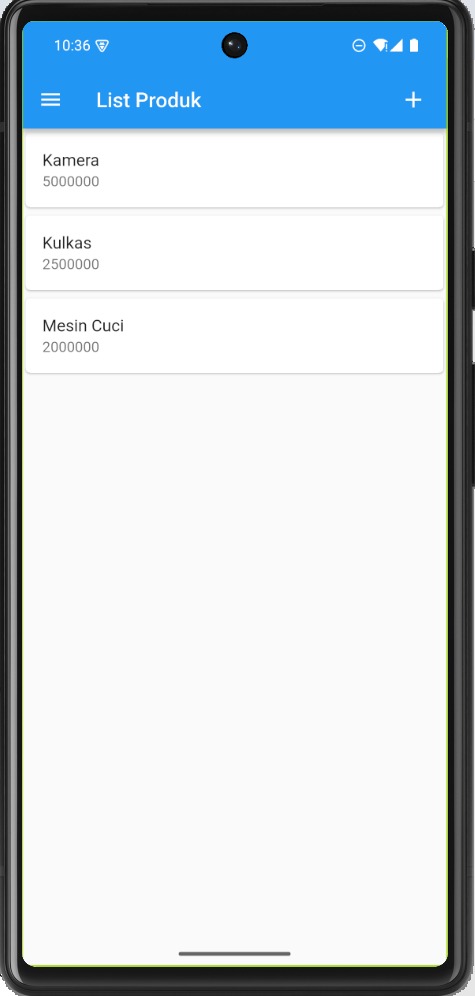 10:36
List Produk
Kamera
5000000
Kulkas
2500000
Mesin Cuci
2000000